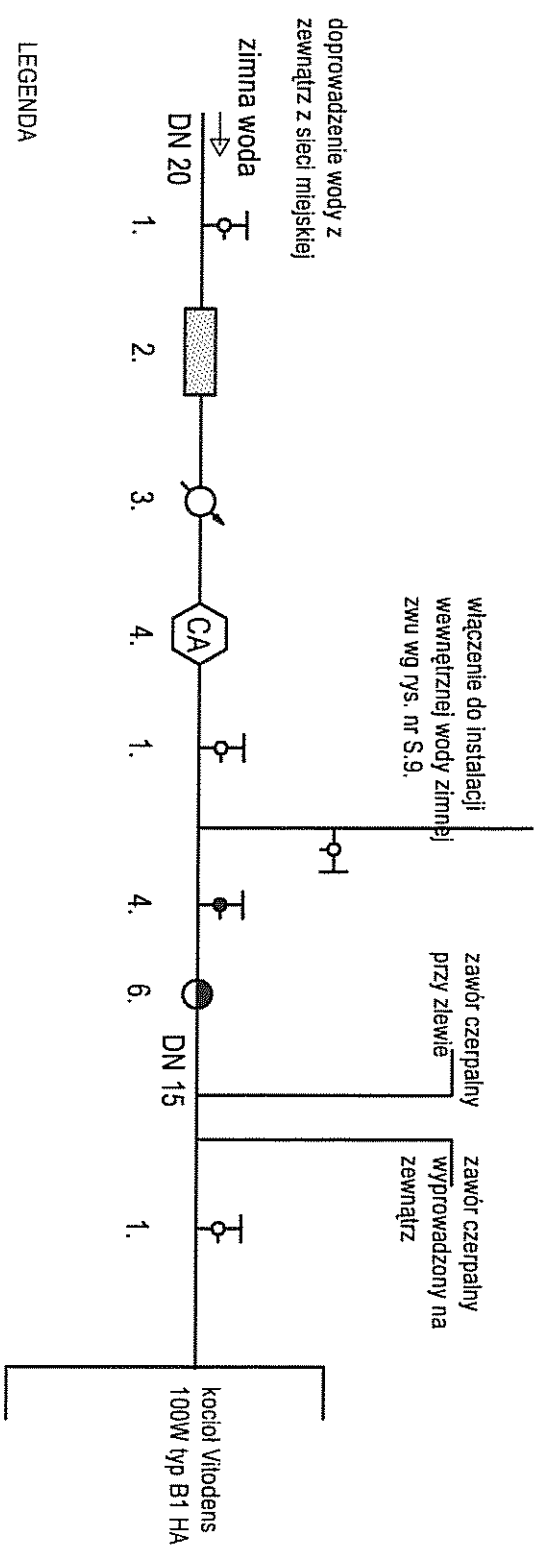 doprowadzenie wody z
zewnątrz z sieci miejskiej
zimna woda
DN 20
1.
2.
3.
CA
4.
1.
włączenie do instalacji
wewnętrznej wody zimnej
zwu wg rys. nr S.9.
4.
6.
DN 15
zawór czerpalny
przy zlewie
zawór czerpalny
wyprowadzony na
zewnątrz
1.
kocioł Vitodens
100W typ B1 HA
LEGENDA